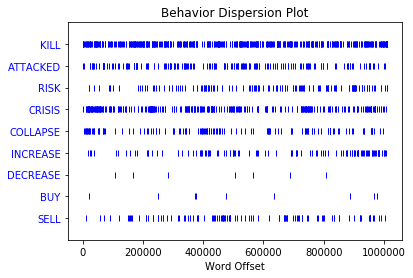 Behavior Dispersion Plot
KILL
ATTACKED
RISK
CRISIS
COLLAPSE
INCREASE
DECREASE
BUY
SELL
0 200000 400000 600000 800000 1000000
Word Offset